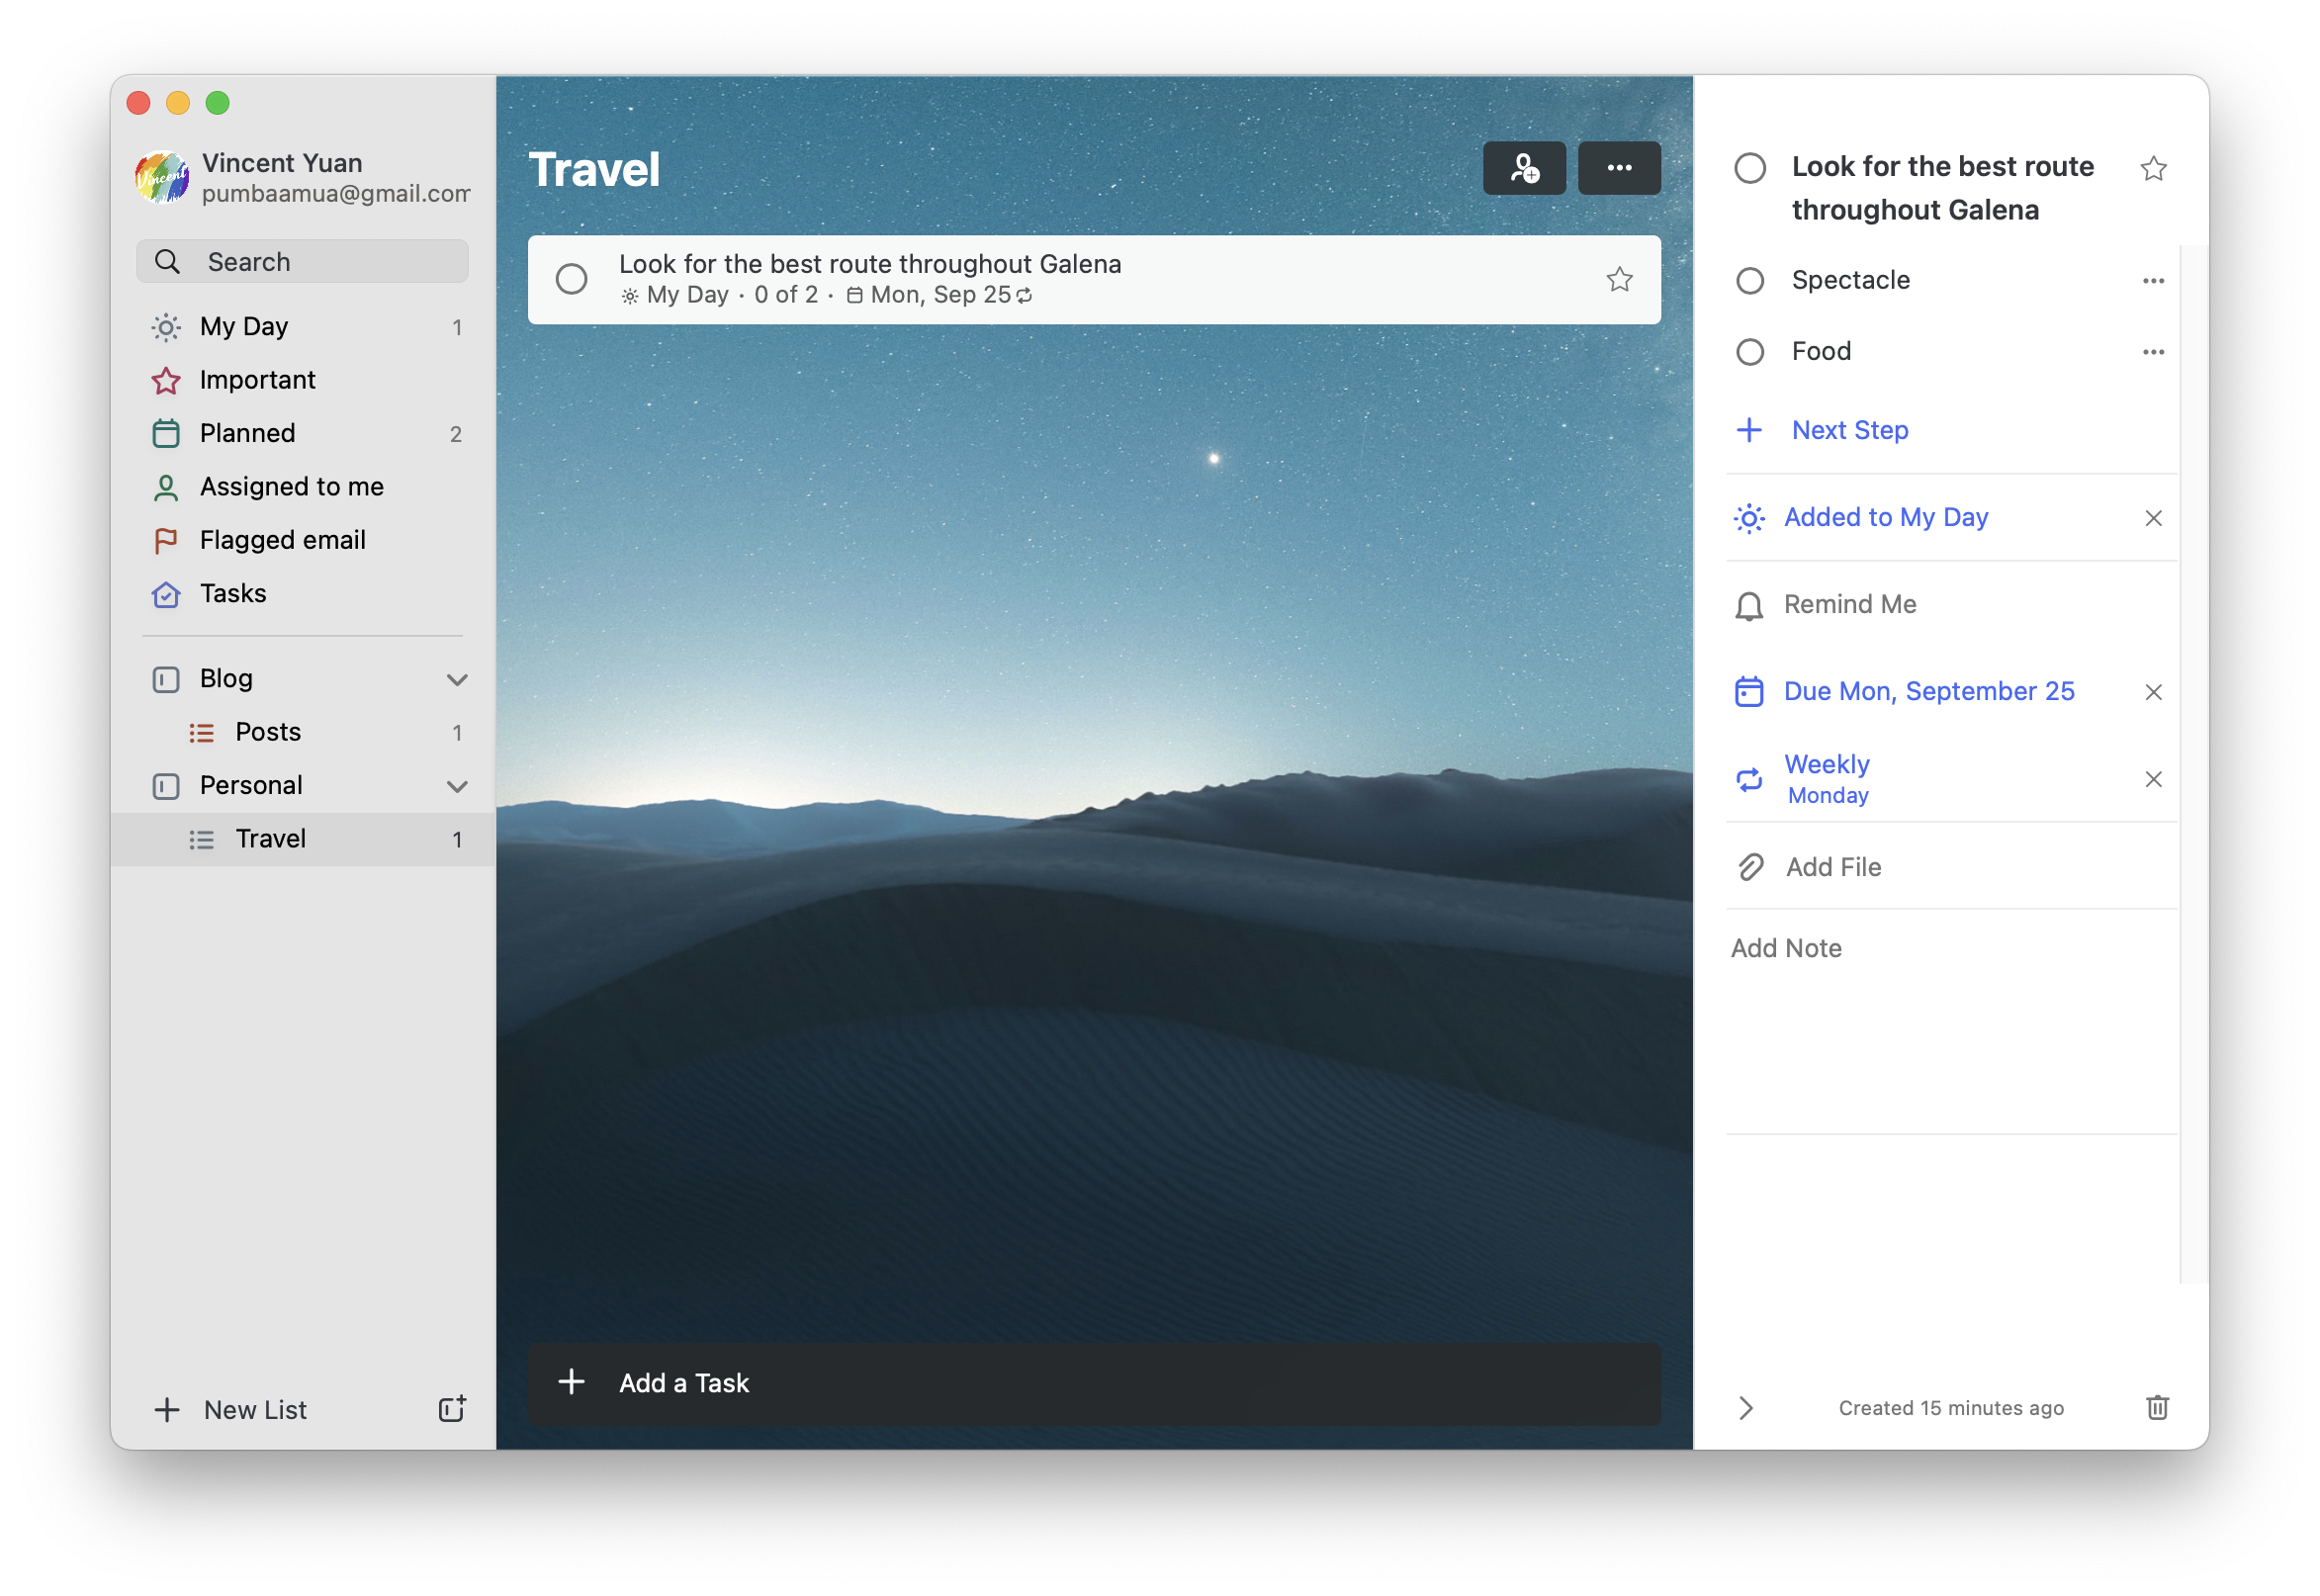 Vincent
Vincent Yuan
pumbaamua@gmail.com
Search
My Day 1
Important
Planned 2
Assigned to me
Flagged email
Tasks
Blog
Posts 1
Personal
Travel 1
New List
Travel
Look for the best route throughout Galena
My Day · 0 of 2 · Mon, Sep 25
Add a Task
Look for the best route
throughout Galena
Spectacle
Food
Next Step
Added to My Day
Remind Me
Due Mon, September 25
Weekly
Monday
Add File
Add Note
Created 15 minutes ago